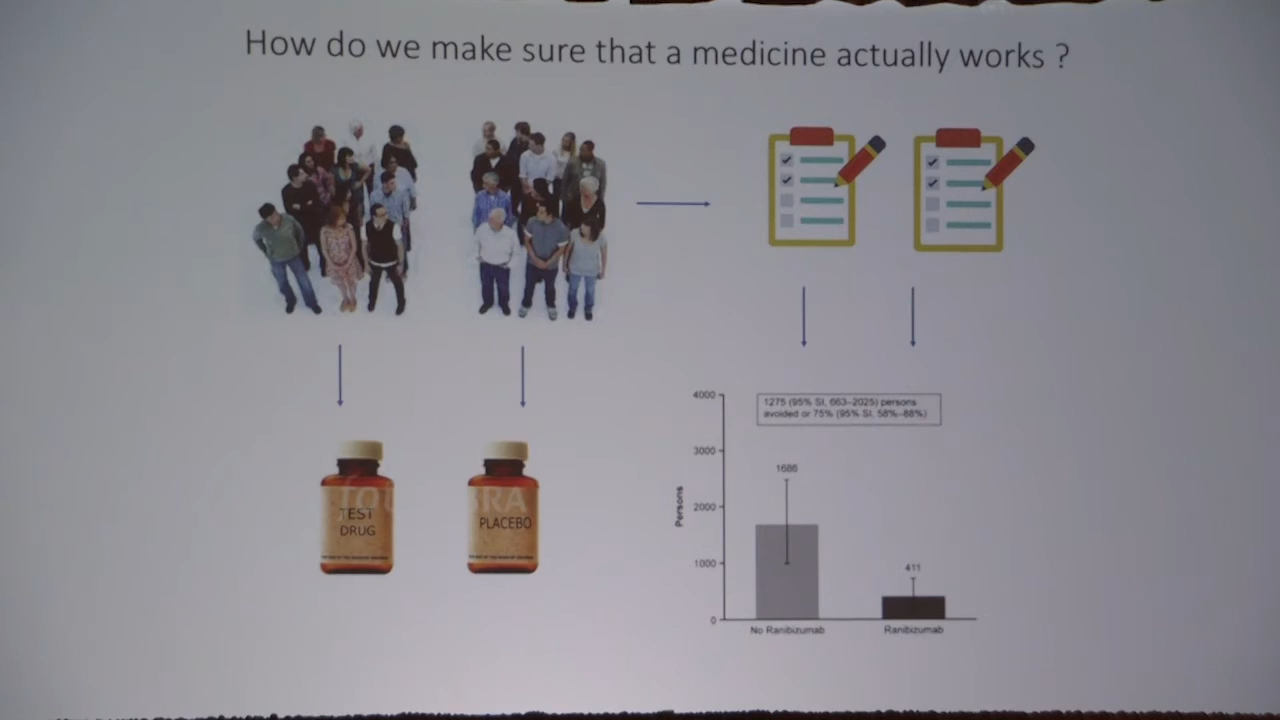 How do we make sure that a medicine actually works ?
TEST
DRUG
PLACEBO
1275 (95% SI, 663–2025) persons
avoided or 75% (95% SI, 58%–88%)
4000
3000
2000
1000
0
Persons
1686
411
No Ranibizumab
Ranibizumab